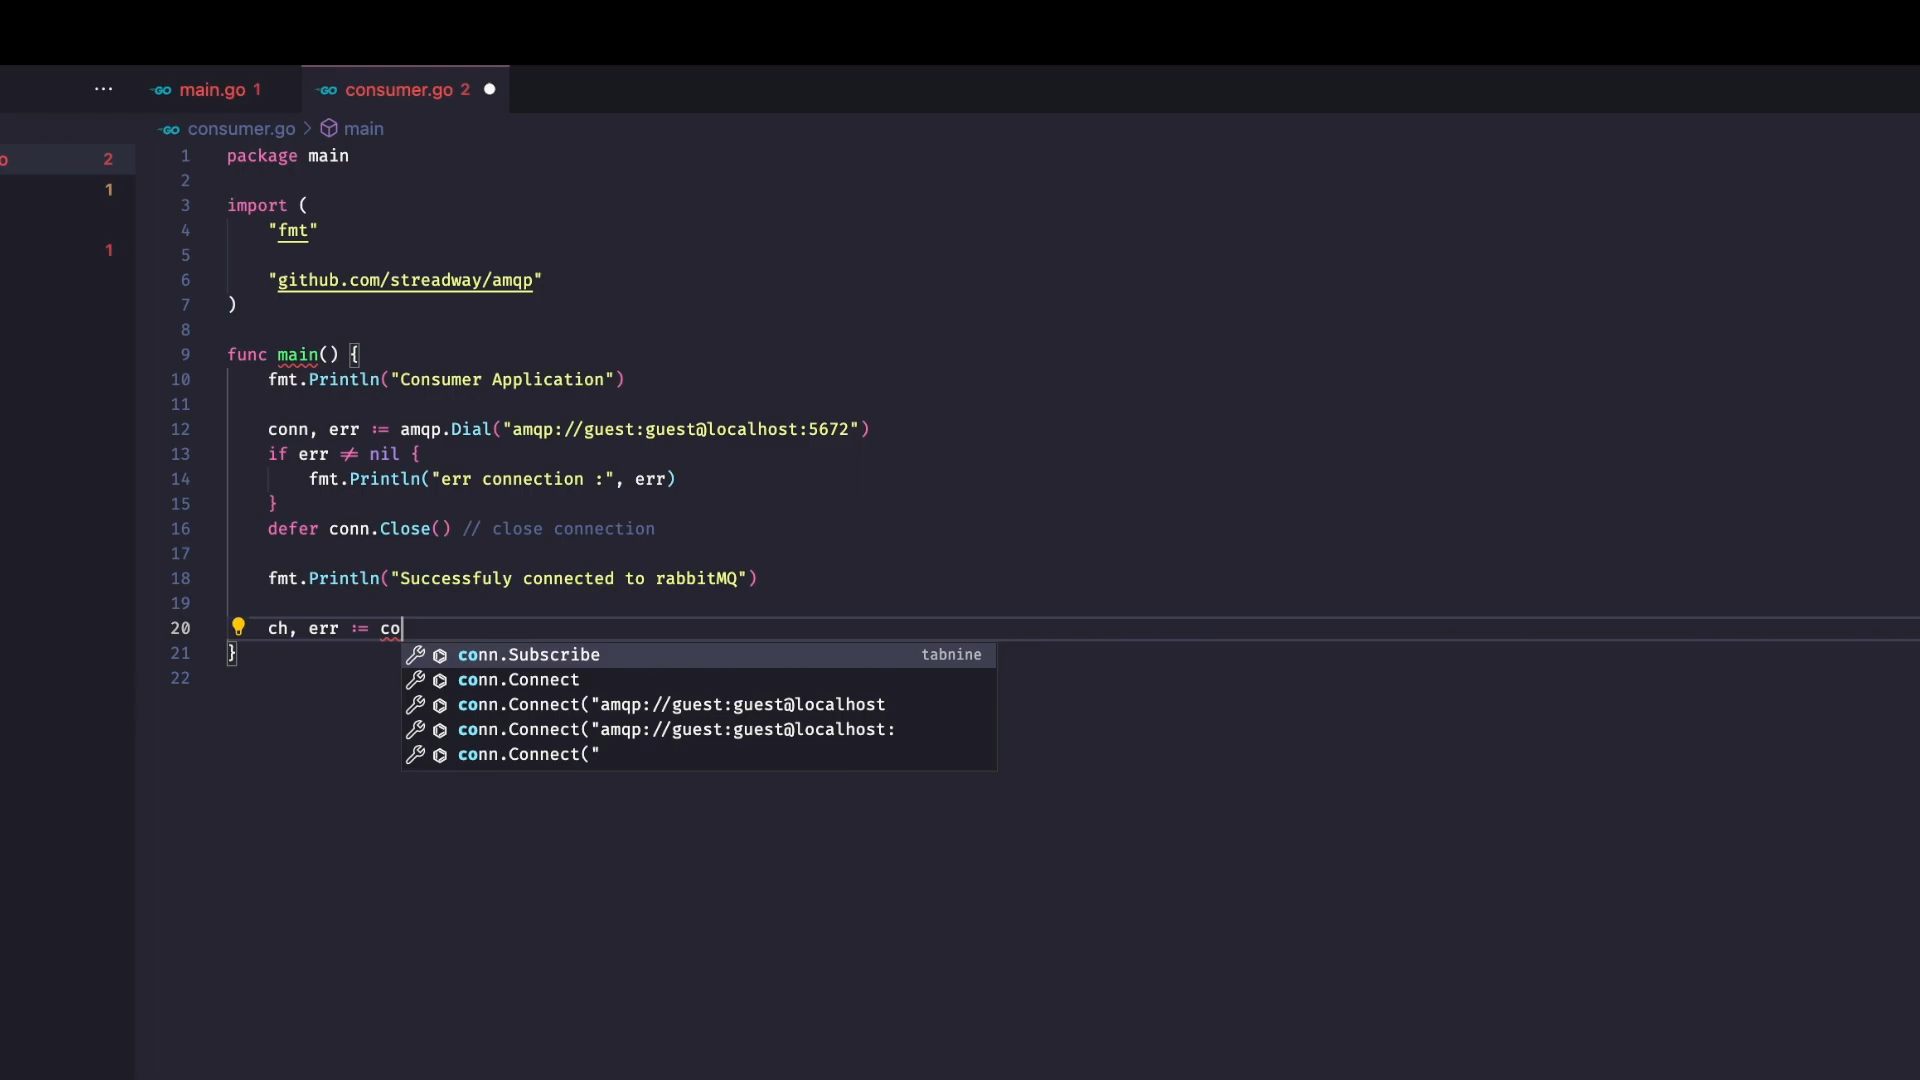 ··· GO main.go 1 GO consumer.go 2
GO consumer.go > main
o 2
1
1
1 package main
2
3 import (
4 "fmt"
5
6 "github.com/streadway/amqp"
7 )
8
9 func main() {
10 fmt.Println("Consumer Application")
11
12 conn, err := amqp.Dial("amqp://guest:guest@localhost:5672")
13 if err ≠ nil {
14 fmt.Println("err connection :", err)
15 }
16 defer conn.Close() // close connection
17
18 fmt.Println("Successfuly connected to rabbitMQ")
19
20 ch, err := co
21 }
22
conn.Subscribe tabnine
conn.Connect
conn.Connect("amqp://guest:guest@localhost
conn.Connect("amqp://guest:guest@localhost:
conn.Connect("